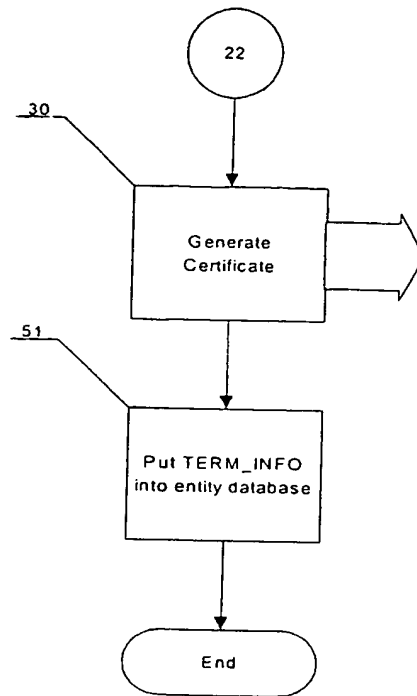 22
30
Generate
Certificate
51
Put TERM_INFO
into entity database
End